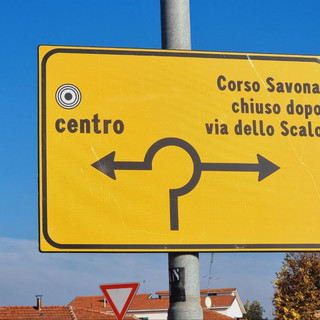 centro
Corso Savona
chiuso dopo
via dello Scalo